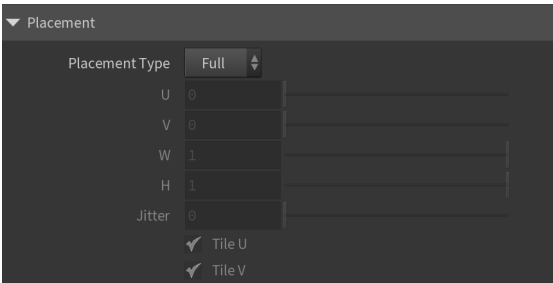 Placement
Placement Type Full
U 0
V 0
W 1
H 1
Jitter 0
Tile U
Tile V